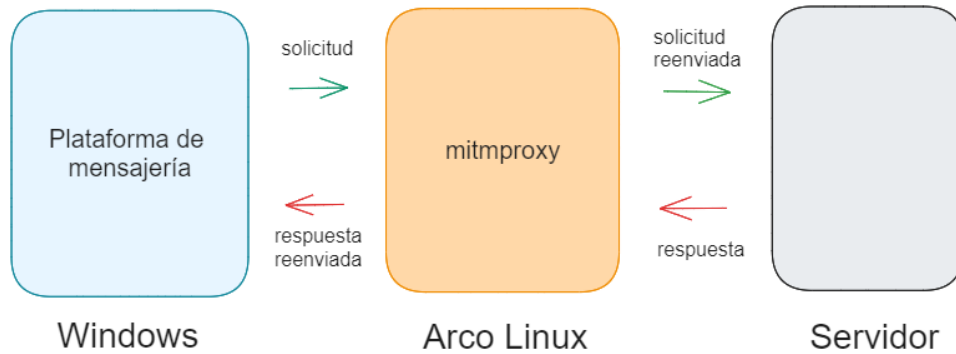 solicitud
solicitud
reenviada
Plataforma de
mensajería
mitmproxy
respuesta
reenviada
respuesta
Windows
Arco Linux
Servidor